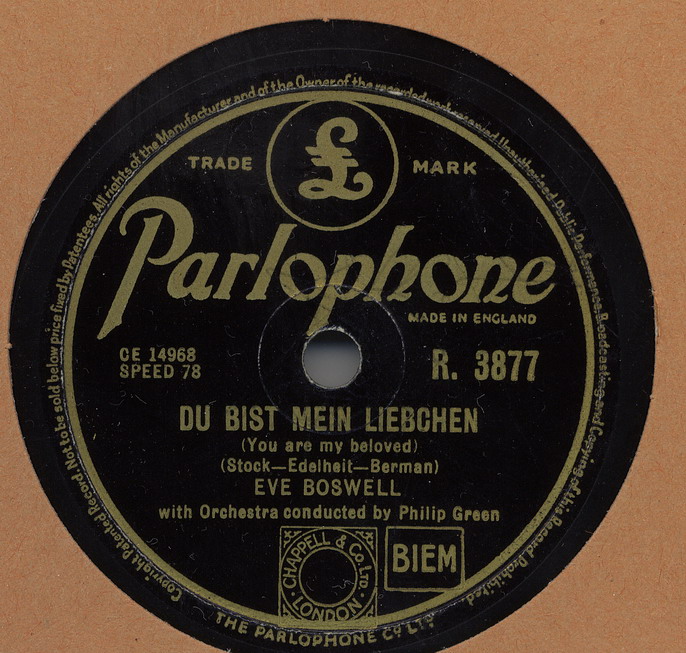 Copyright Patented Record. Not to be sold below price fixed by Patentees. All rights of the Manufacturer and of the Owner of the recorded work reserved. Unauthorised Public Performance, Broadcasting and Copying of this Record Prohibited.
£
TRADE MARK
Parlophone
MADE IN ENGLAND
CE 14968
SPEED 78
R. 3877
DU BIST MEIN LIEBCHEN
(You are my beloved)
(Stock—Edelheit—Berman)
EVE BOSWELL
with Orchestra conducted by Philip Green
CHAPPELL & Co. LTD.
LONDON
BIEM
THE PARLOPHONE Co LTD